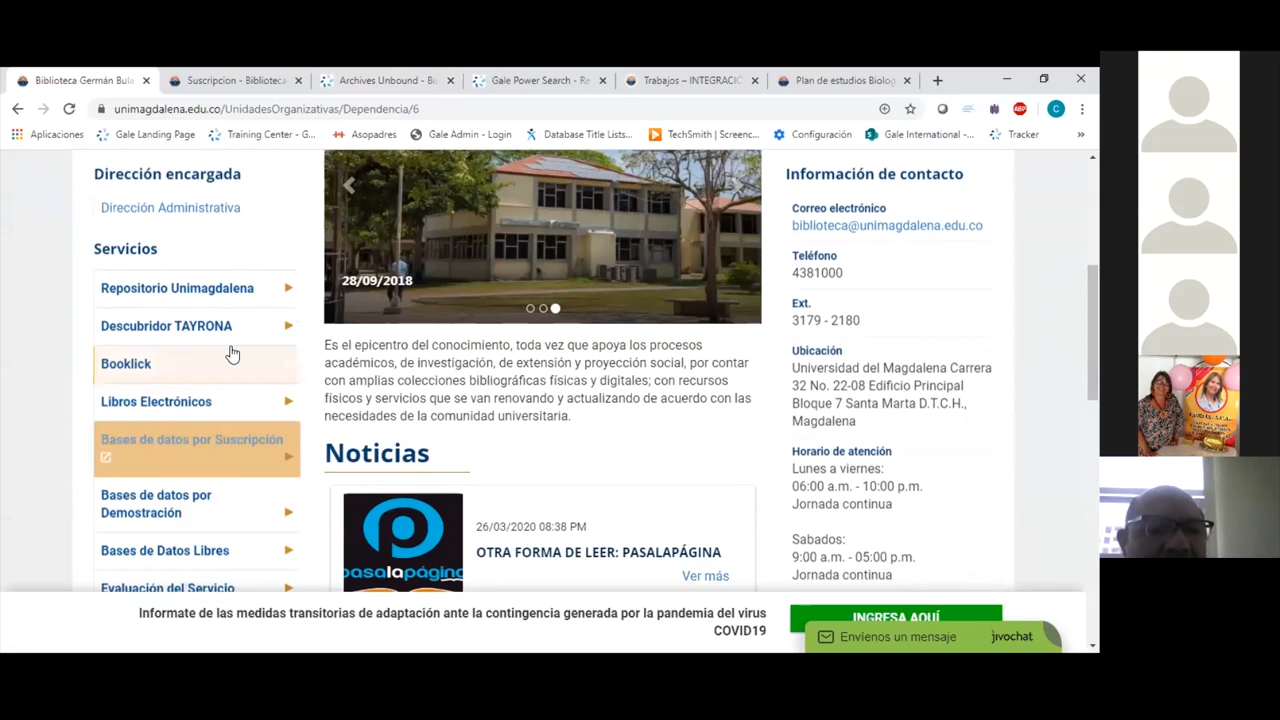 Biblioteca Germán Bula
Suscripcion - Biblioteca
Archives Unbound - Bu
Gale Power Search - Re
Trabajos – INTEGRACIÓ
Plan de estudios Biolog
unimagdalena.edu.co/UnidadesOrganizativas/Dependencia/6
Aplicaciones
Gale Landing Page
Training Center - G...
Asopadres
Gale Admin - Login
Database Title Lists...
TechSmith | Screenc...
Configuración
Gale International -...
Tracker
»
Dirección encargada
Dirección Administrativa
Servicios
Repositorio Unimagdalena
Descubridor TAYRONA
Booklick
Libros Electrónicos
Bases de datos por Suscripción
Bases de datos por
Demostración
Bases de Datos Libres
Evaluación del Servicio
28/09/2018
Es el epicentro del conocimiento, toda vez que apoya los procesos
académicos, de investigación, de extensión y proyección social, por contar
con amplias colecciones bibliográficas físicas y digitales; con recursos
físicos y servicios que se van renovando y actualizando de acuerdo con las
necesidades de la comunidad universitaria.
Noticias
pasalapágina
26/03/2020 08:38 PM
OTRA FORMA DE LEER: PASALAPÁGINA
Ver más
Información de contacto
Correo electrónico
biblioteca@unimagdalena.edu.co
Teléfono
4381000
Ext.
3179 - 2180
Ubicación
Universidad del Magdalena Carrera
32 No. 22-08 Edificio Principal
Bloque 7 Santa Marta D.T.C.H.,
Magdalena
Horario de atención
Lunes a viernes:
06:00 a.m. - 10:00 p.m.
Jornada continua
Sabados:
9:00 a.m. - 05:00 p.m.
Jornada continua
Informate de las medidas transitorias de adaptación ante la contingencia generada por la pandemia del virus
COVID19
INGRESA AQUÍ
Envíenos un mensaje
jivochat